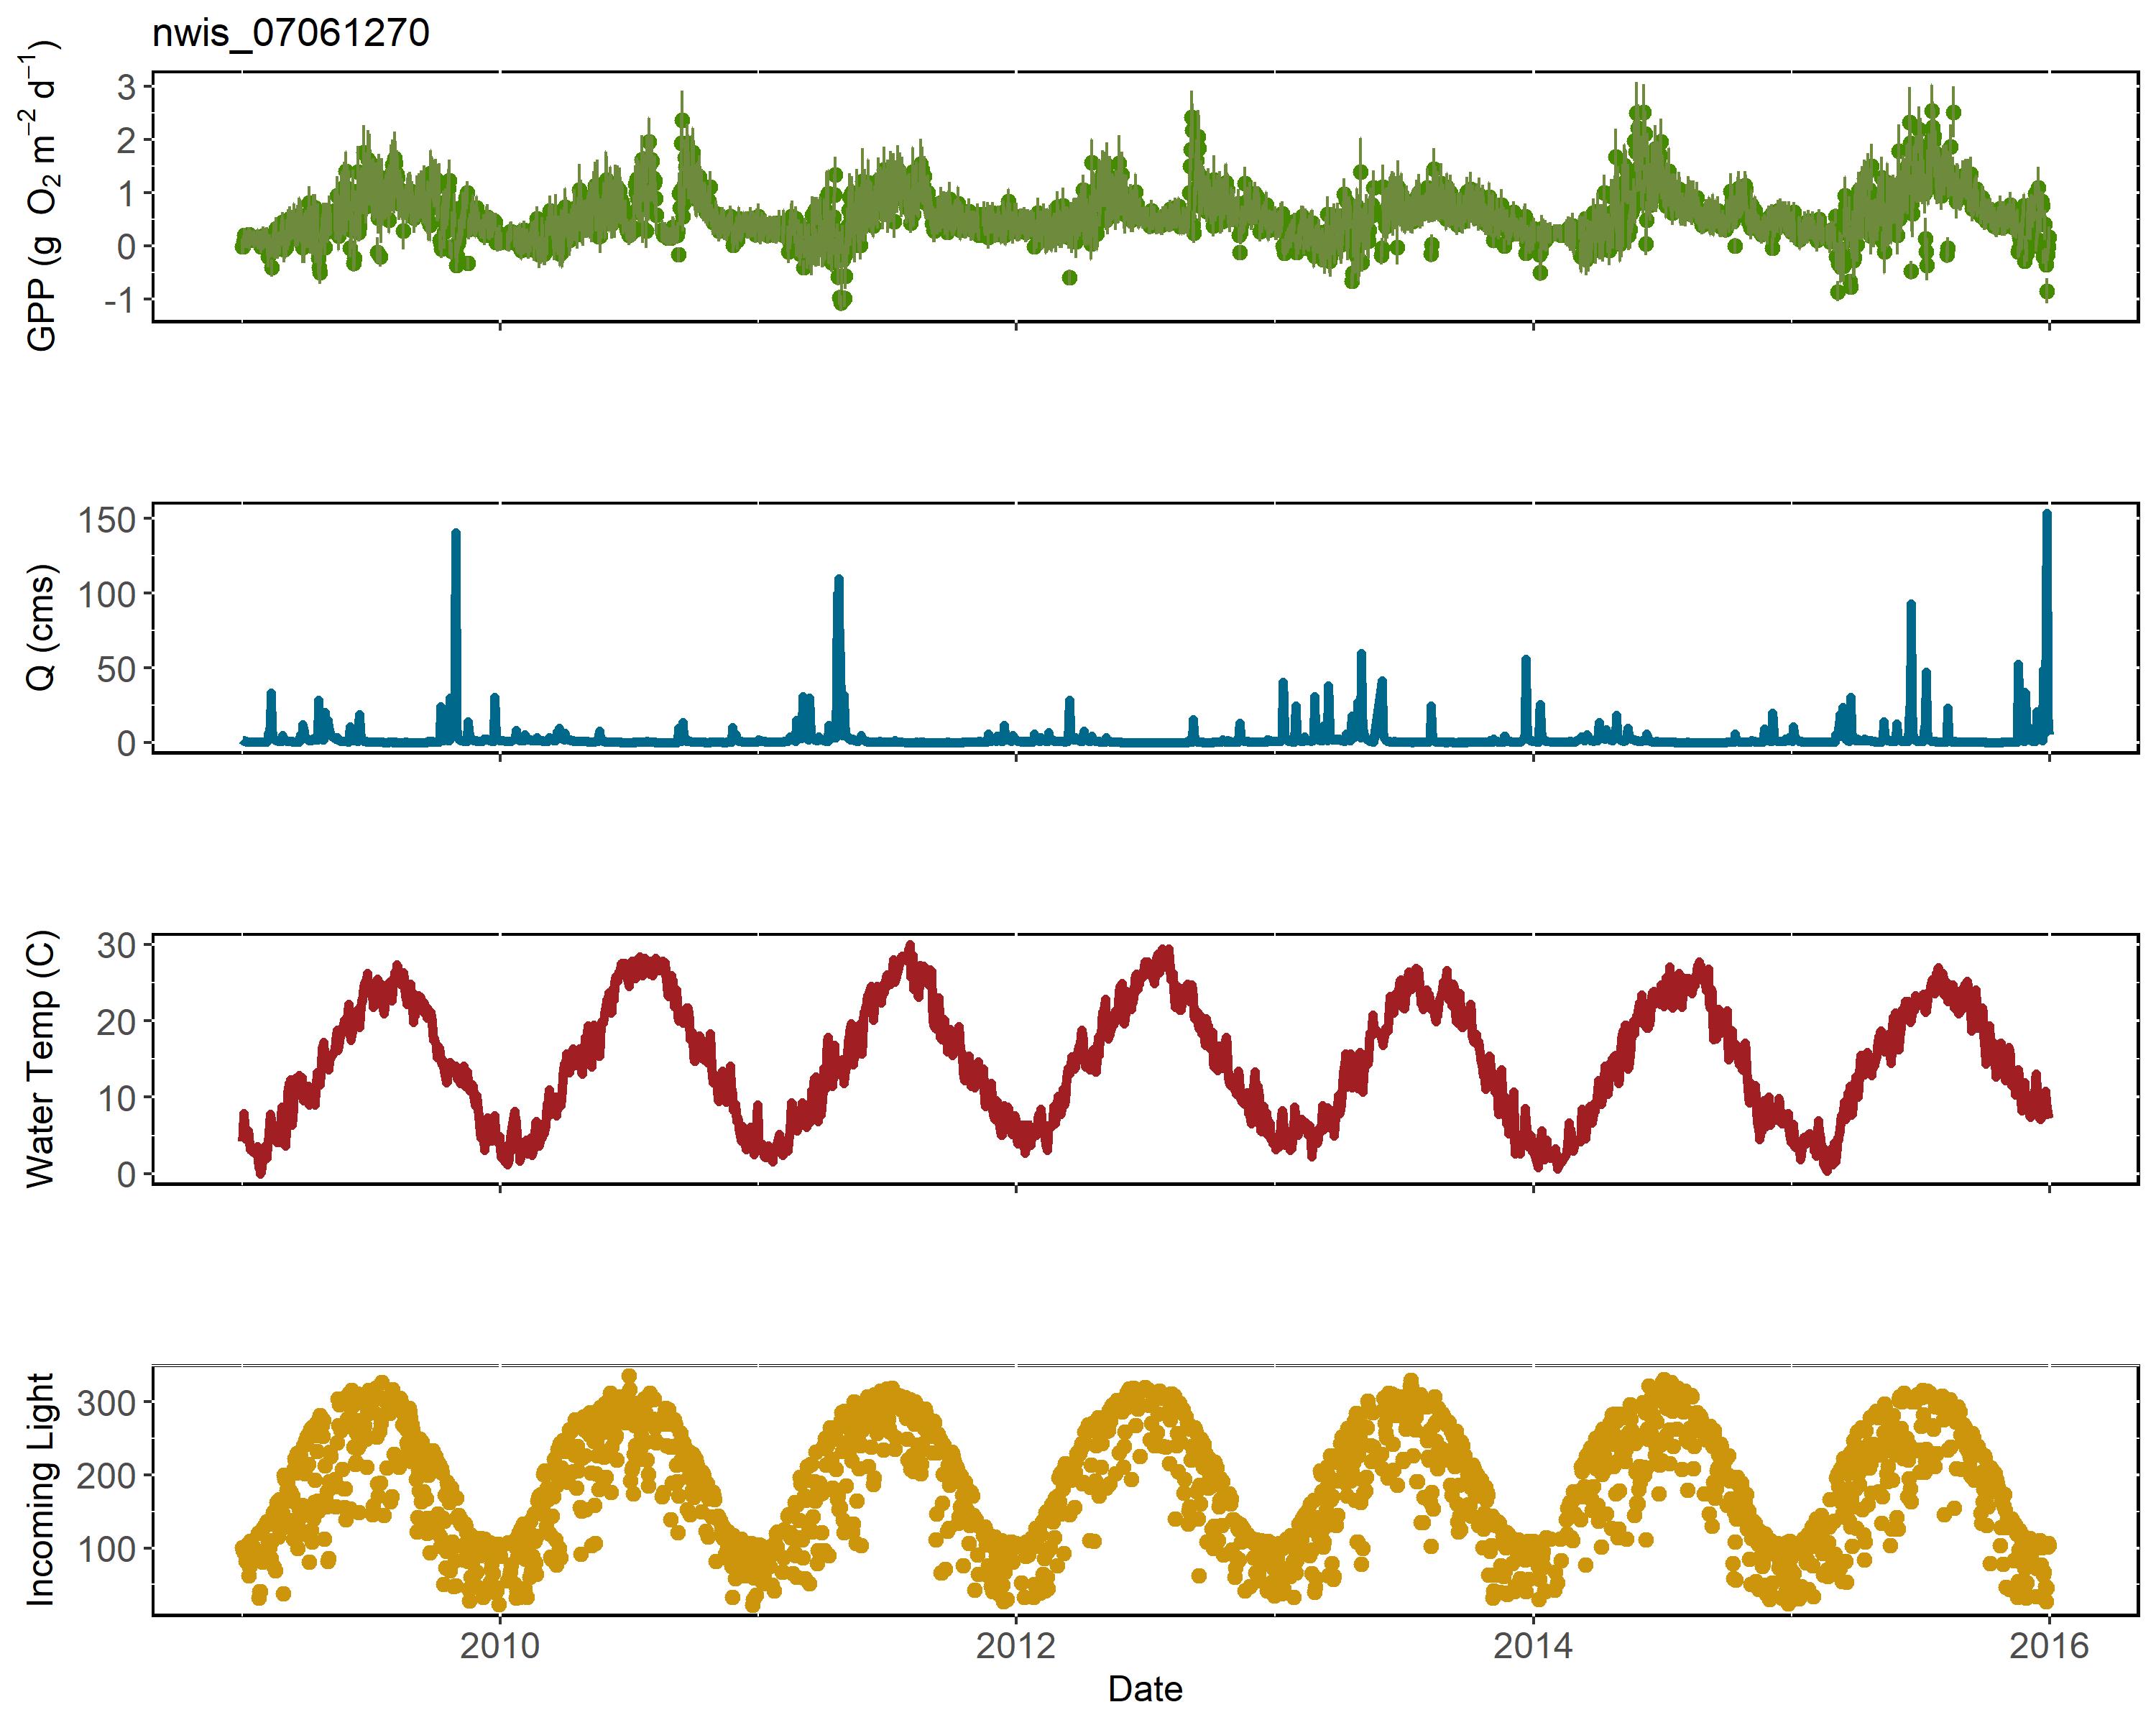 nwis_07061270
GPP (g O₂ m⁻² d⁻¹)
3
2
1
0
-1
Q (cms)
150
100
50
0
Water Temp (C)
30
20
10
0
Incoming Light
300
200
100
2010 2012 2014 2016
Date